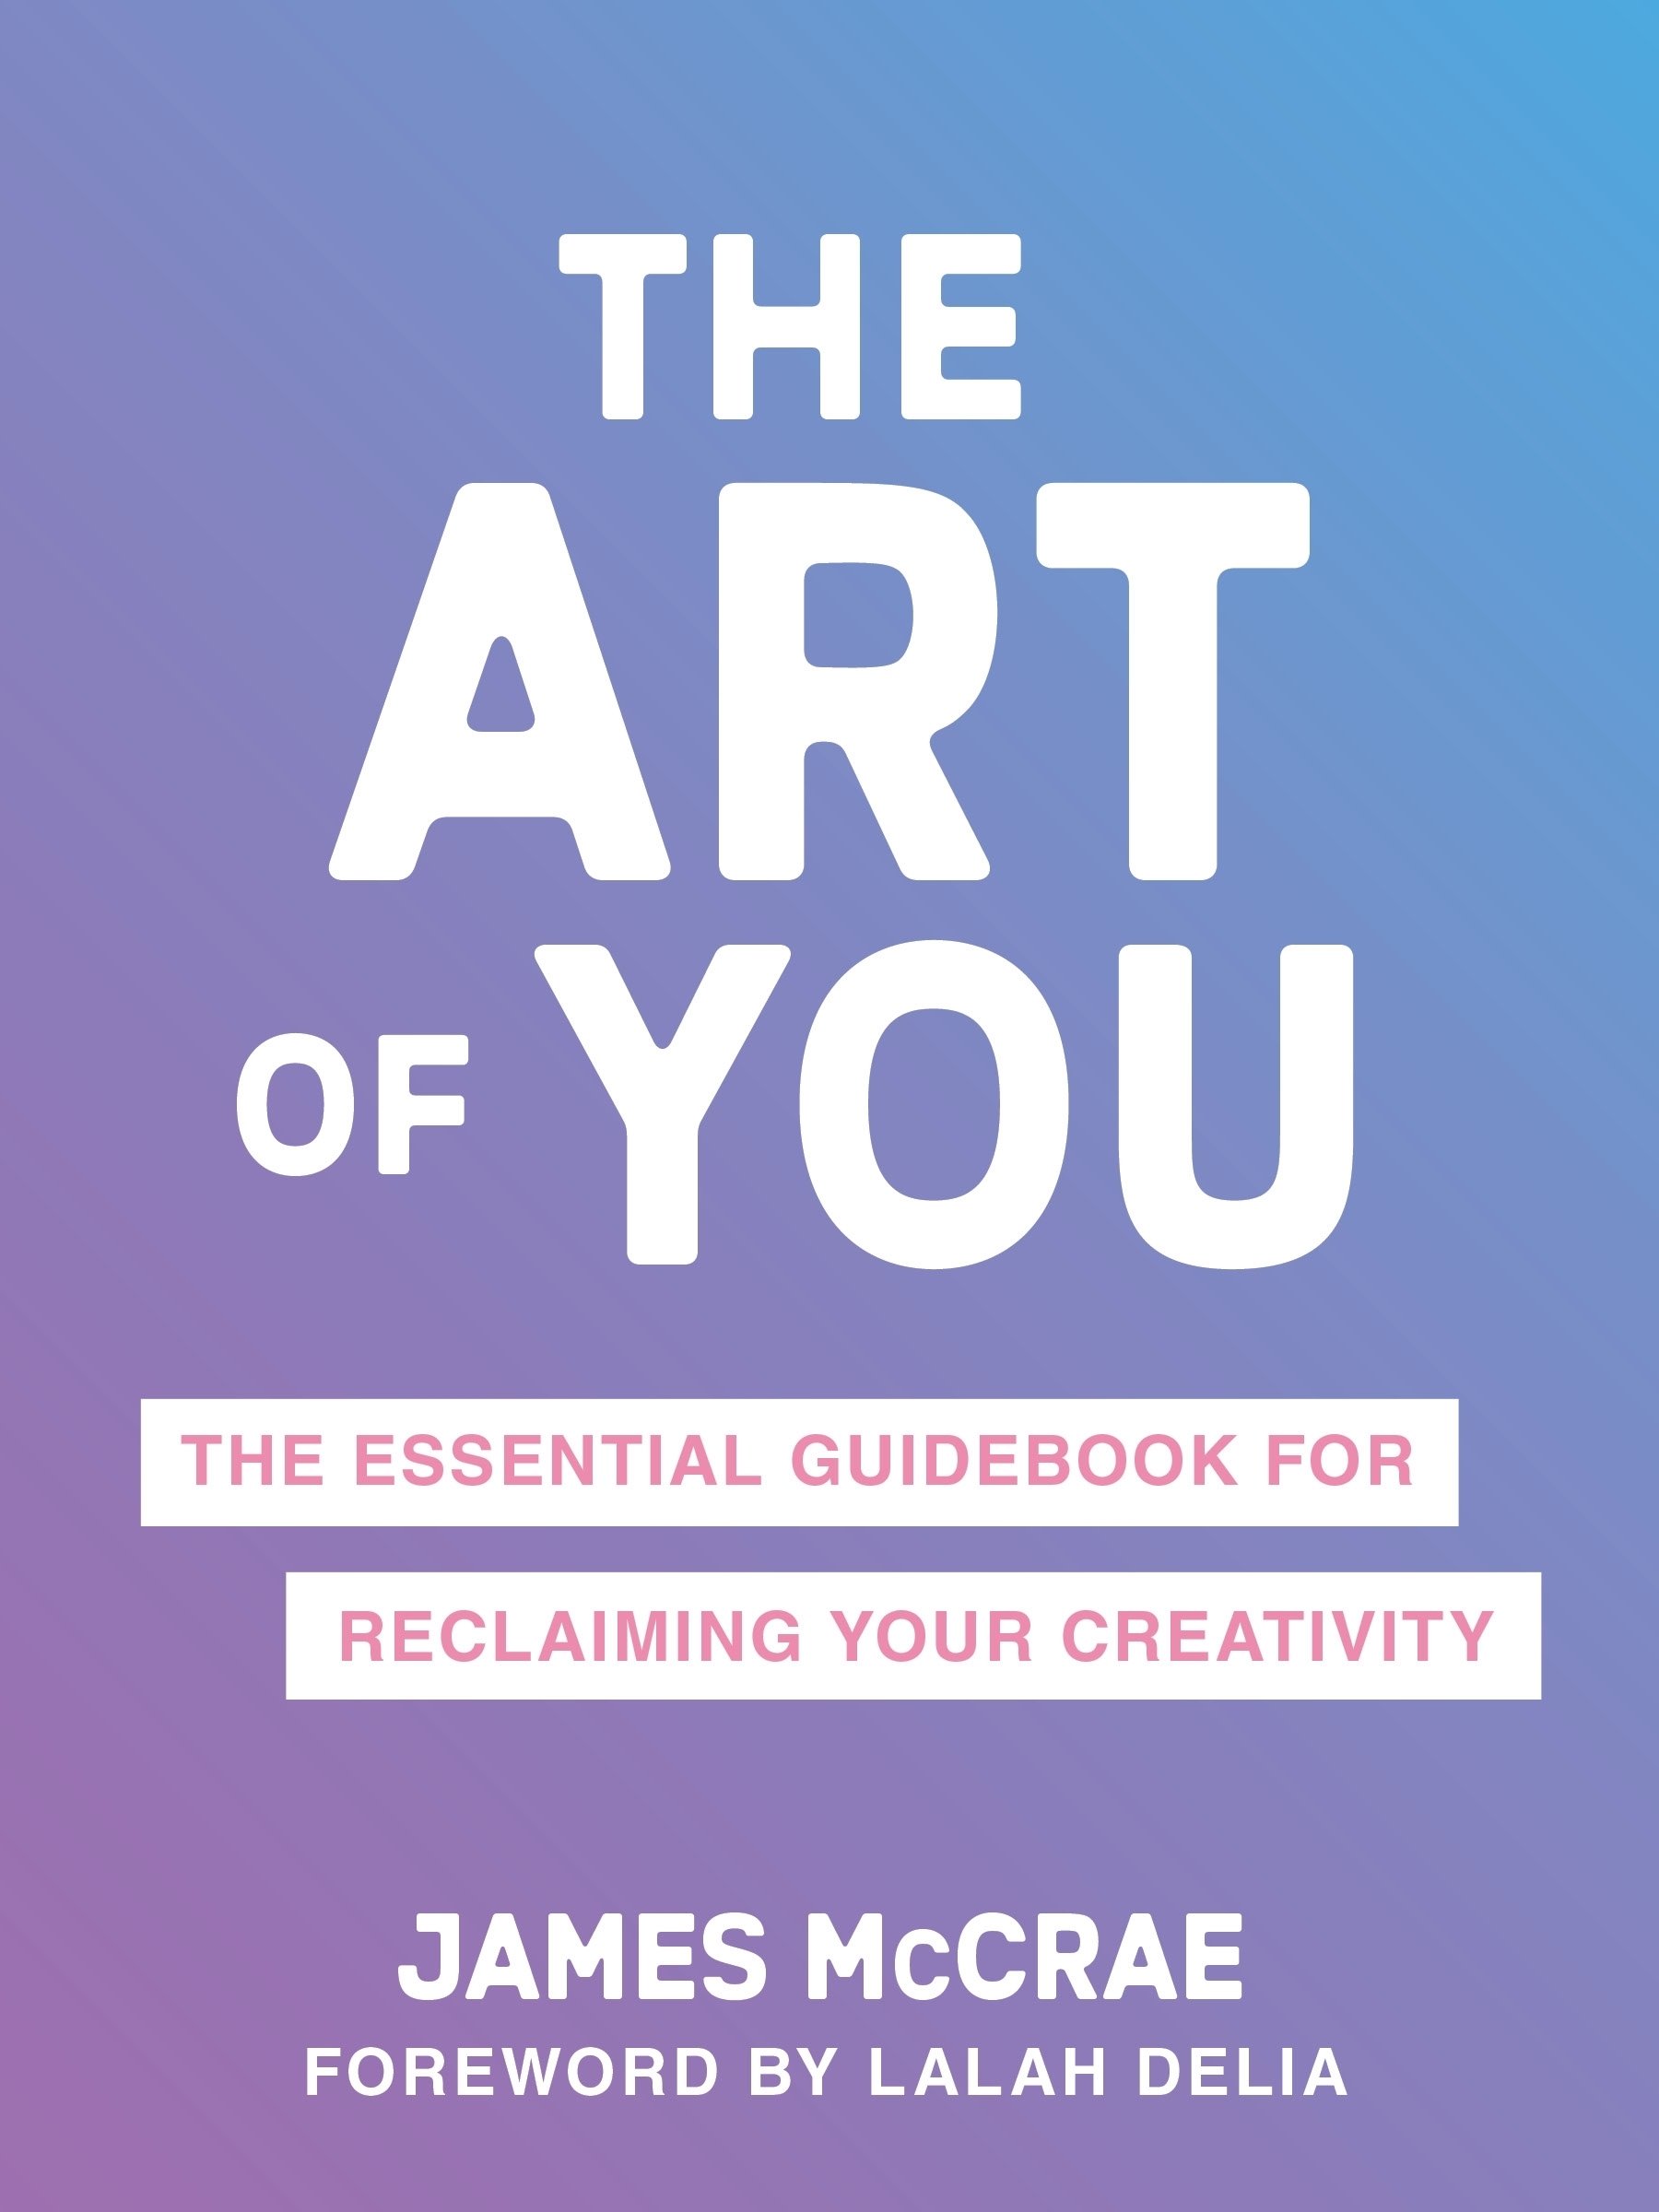 THE
ART
OF YOU
THE ESSENTIAL GUIDEBOOK FOR
RECLAIMING YOUR CREATIVITY
JAMES McCRAE
FOREWORD BY LALAH DELIA